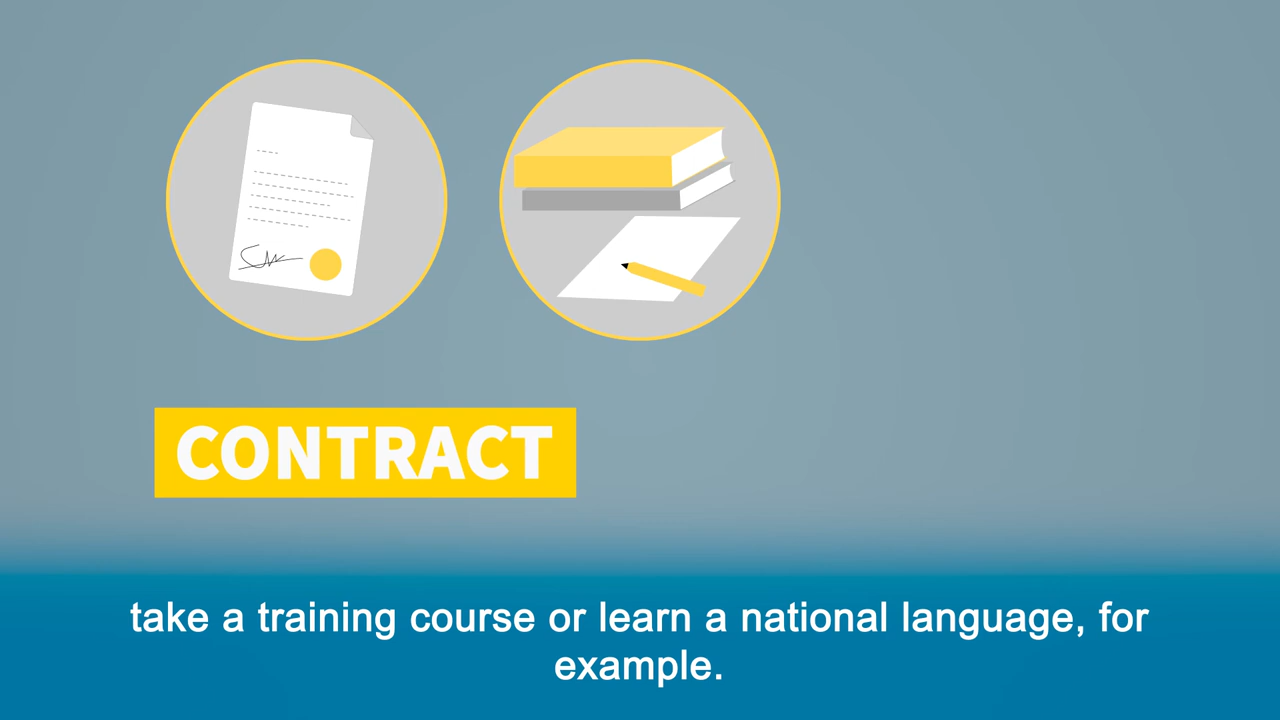 CONTRACT
take a training course or learn a national language, for
example.